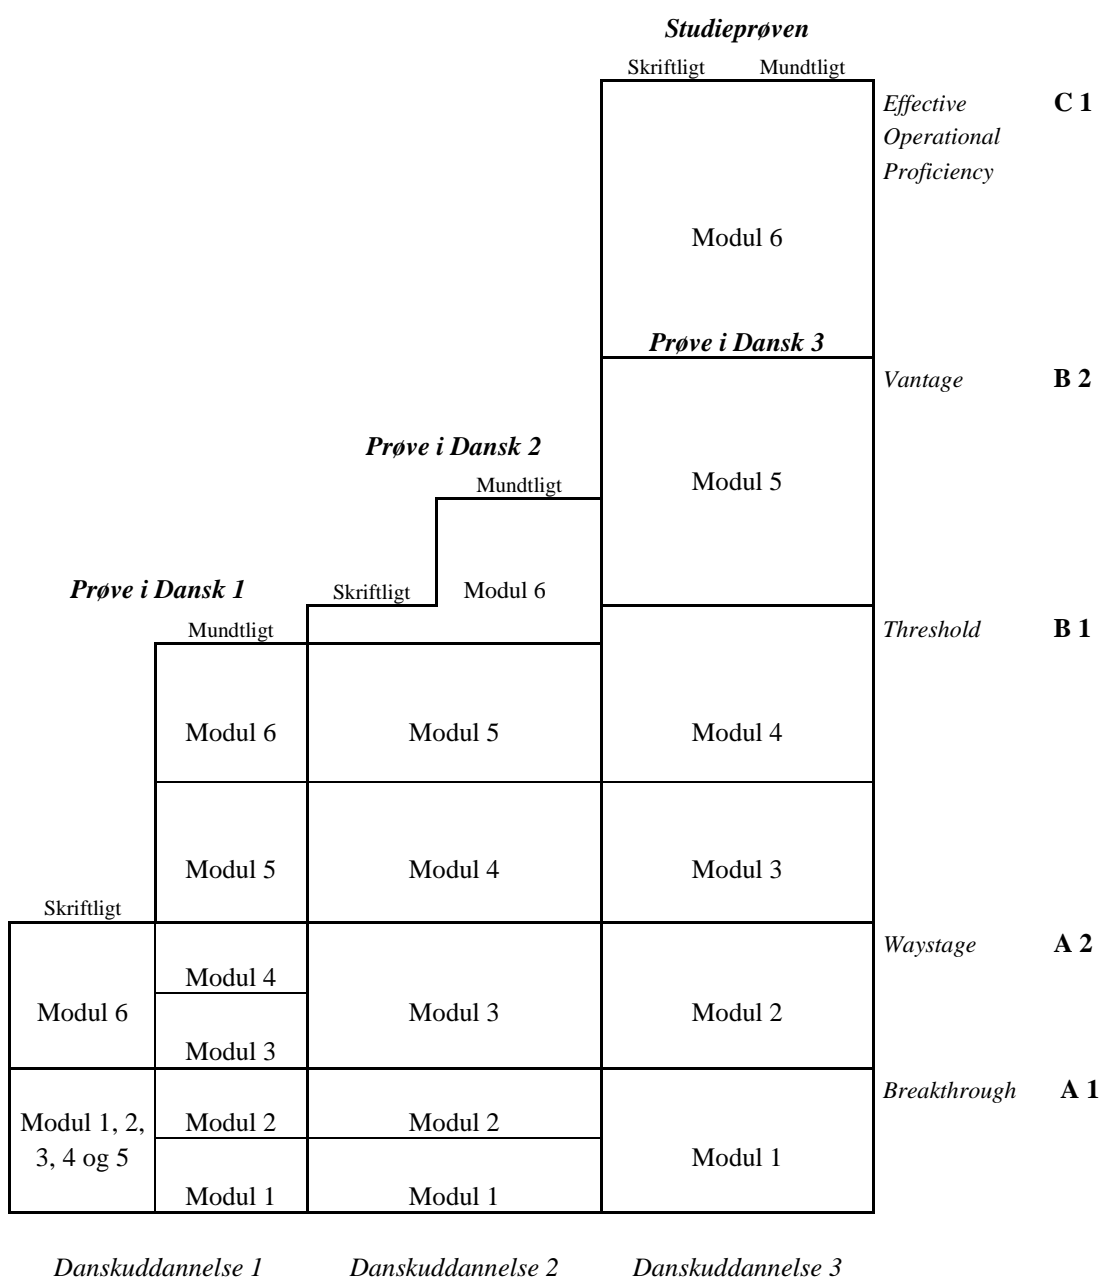 Studieprøven
Skriftligt Mundtligt
Effective C 1
Operational
Proficiency
Modul 6
Prøve i Dansk 3
Vantage B 2
Prøve i Dansk 2
Mundtligt Modul 5
Prøve i Dansk 1 Skriftligt Modul 6
Mundtligt Threshold B 1
Modul 6 Modul 5 Modul 4
Modul 5 Modul 4 Modul 3
Skriftligt
Waystage A 2
Modul 4
Modul 6 Modul 3 Modul 2
Modul 3
Breakthrough A 1
Modul 1, 2, Modul 2 Modul 2
3, 4 og 5 Modul 1
Modul 1 Modul 1
Danskuddannelse 1 Danskuddannelse 2 Danskuddannelse 3